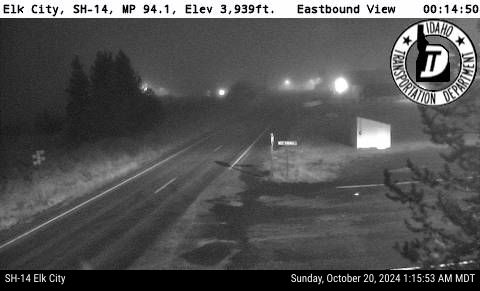 Elk City, SH-14, MP 94.1, Elev 3,939ft. Eastbound View 00:14:50
IDAHO
TRANSPORTATION DEPARTMENT
SH-14 Elk City
Sunday, October 20, 2024 1:15:53 AM MDT